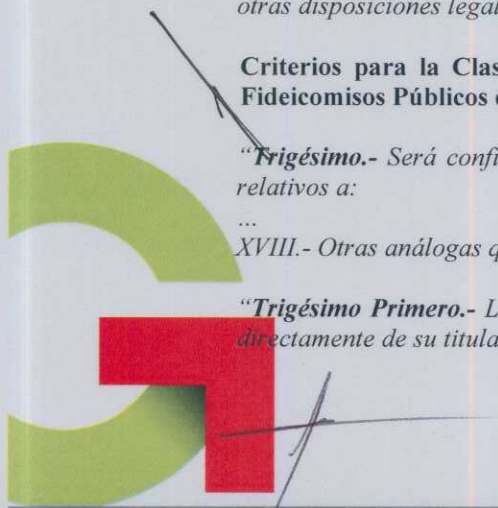 otras disposiciones legal
Criterios para la Clas
Fideicomisos Públicos
“Trigésimo.- Será confi
relativos a:
...
XVIII.- Otras análogas q
“Trigésimo Primero.- L
directamente de su titula